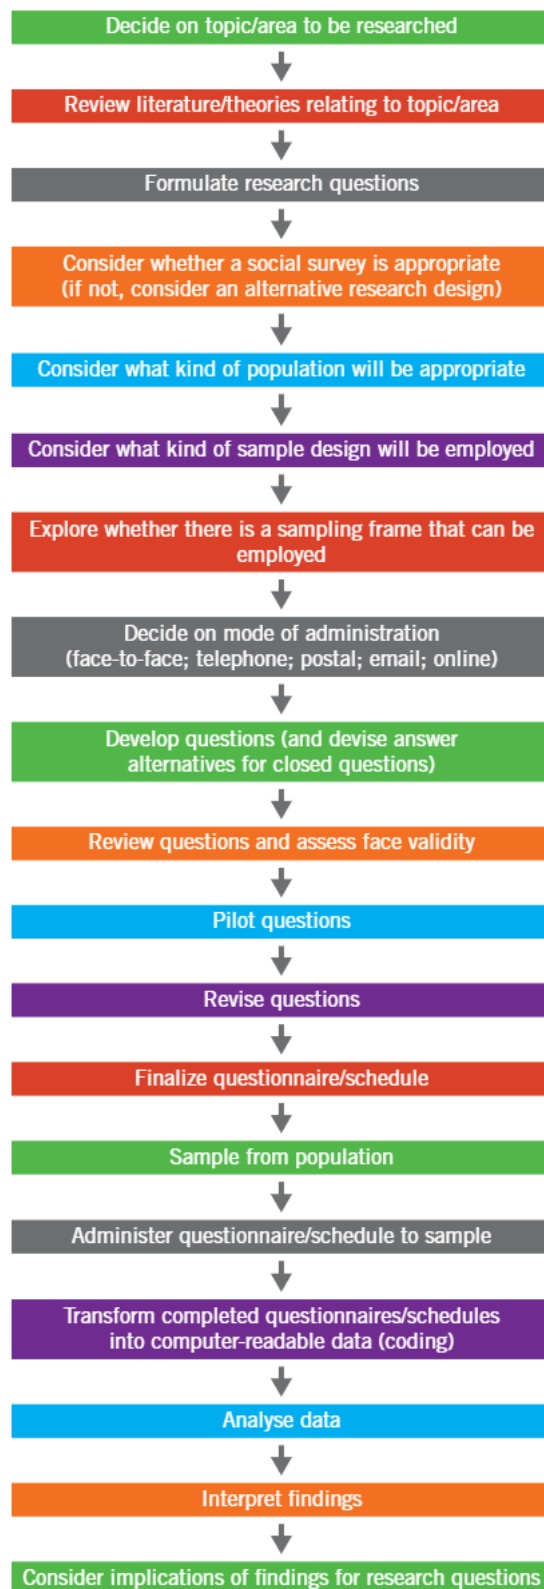 Decide on topic/area to be researched
Review literature/theories relating to topic/area
Formulate research questions
Consider whether a social survey is appropriate
(if not, consider an alternative research design)
Consider what kind of population will be appropriate
Consider what kind of sample design will be employed
Explore whether there is a sampling frame that can be
employed
Decide on mode of administration
(face-to-face; telephone; postal; email; online)
Develop questions (and devise answer
alternatives for closed questions)
Review questions and assess face validity
Pilot questions
Revise questions
Finalize questionnaire/schedule
Sample from population
Administer questionnaire/schedule to sample
Transform completed questionnaires/schedules
into computer-readable data (coding)
Analyse data
Interpret findings
Consider implications of findings for research questions